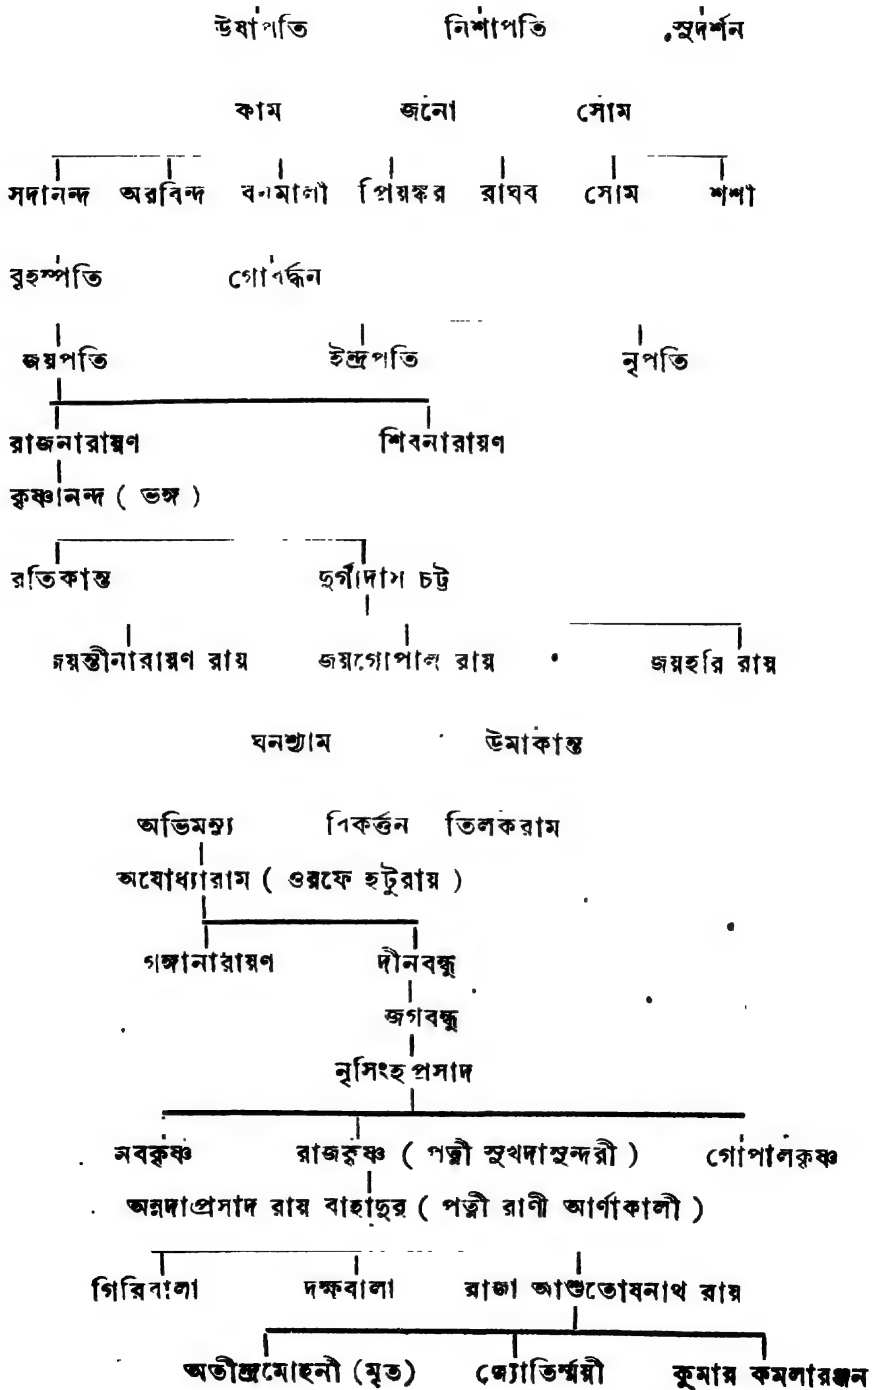 ঊষাপতি নিশাপতি সুদর্শন
কাম জনো সোম
সদানন্দ অরবিন্দ বনমালী প্রিয়ঙ্কর রাঘব সোম শশী
বৃহস্পতি গোবর্দ্ধন
জয়পতি ইন্দ্রপতি নৃপতি
রাজনারায়ণ শিবনারায়ণ
কৃষ্ণানন্দ ( ভঙ্গ )
রতিকান্ত দুর্গাদাস চট্ট
জয়ন্তীনারায়ণ রায় জয়গোপাল রায় জয়হরি রায়
ঘনশ্যাম উমাকান্ত
অভিমন্যু বিকর্ত্তন তিলকরাম
অযোধ্যারাম ( ওরফে হটুরায় )
গঙ্গানারায়ণ দীনবন্ধু
জগবন্ধু
নৃসিংহপ্রসাদ
নবকৃষ্ণ রাজকৃষ্ণ ( পত্নী সুখদাসুন্দরী ) গোপালকৃষ্ণ
অন্নদাপ্রসাদ রায় বাহাদুর ( পত্নী রাণী আর্ণাকালী )
গিরিবালা দক্ষবালা রাজা আশুতোষনাথ রায়
অতীন্দ্রমোহনী (মৃত) জ্যোতির্ম্ময়ী কুমার কমলারঞ্জন